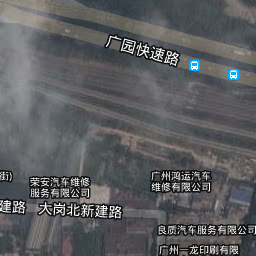 广园快速路
街)
荣安汽车维修
服务有限公司
广州鸿运汽车
维修有限公司
建路
大岗北新建路
良质汽车服务有限公司
广州一龙印刷有限